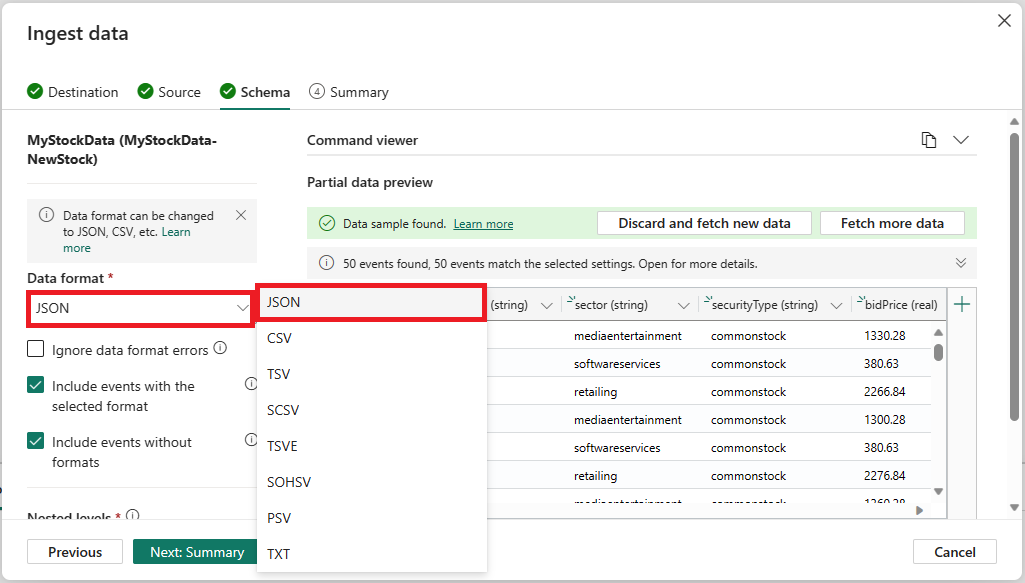 Ingest data
Destination
Source
Schema
4 Summary
MyStockData (MyStockData-
NewStock)
Data format can be changed
to JSON, CSV, etc. Learn
more
Data format *
JSON
Ignore data format errors
Include events with the
selected format
Include events without
formats
Nested levels *
Command viewer
Partial data preview
Data sample found. Learn more
Discard and fetch new data
Fetch more data
50 events found, 50 events match the selected settings. Open for more details.
JSON
CSV
TSV
SCSV
TSVE
SOHSV
PSV
TXT
(string) sector (string) securityType (string) bidPrice (real)
mediaentertainment commonstock 1330.28
softwareservices commonstock 380.63
retailing commonstock 2266.84
mediaentertainment commonstock 1300.28
softwareservices commonstock 380.63
retailing commonstock 2276.84
mediaentertainment commonstock 1360.28
Previous
Next: Summary
Cancel